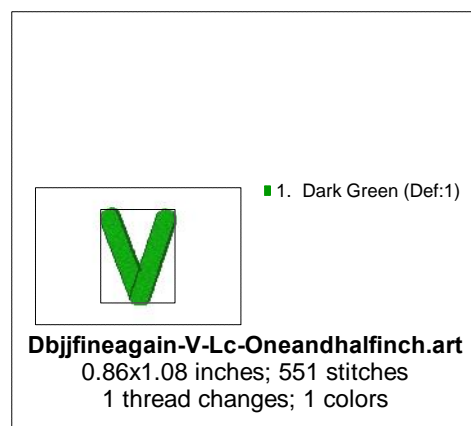 1. Dark Green (Def:1)
V
Dbjjfineagain-V-Lc-Oneandhalfinch.art
0.86x1.08 inches; 551 stitches
1 thread changes; 1 colors